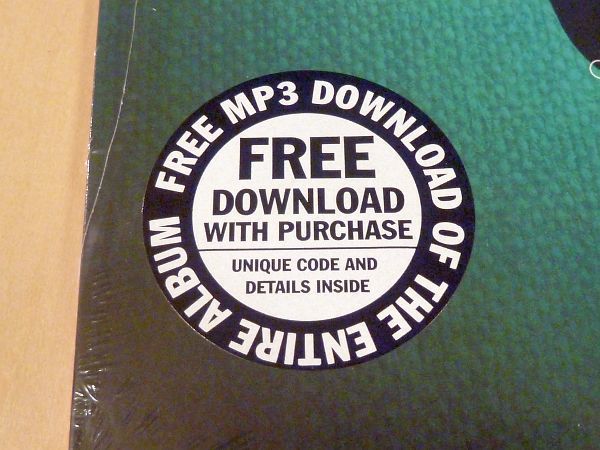 FREE MP3 DOWNLOAD OF THE ENTIRE ALBUM
FREE
DOWNLOAD
WITH PURCHASE
UNIQUE CODE AND
DETAILS INSIDE